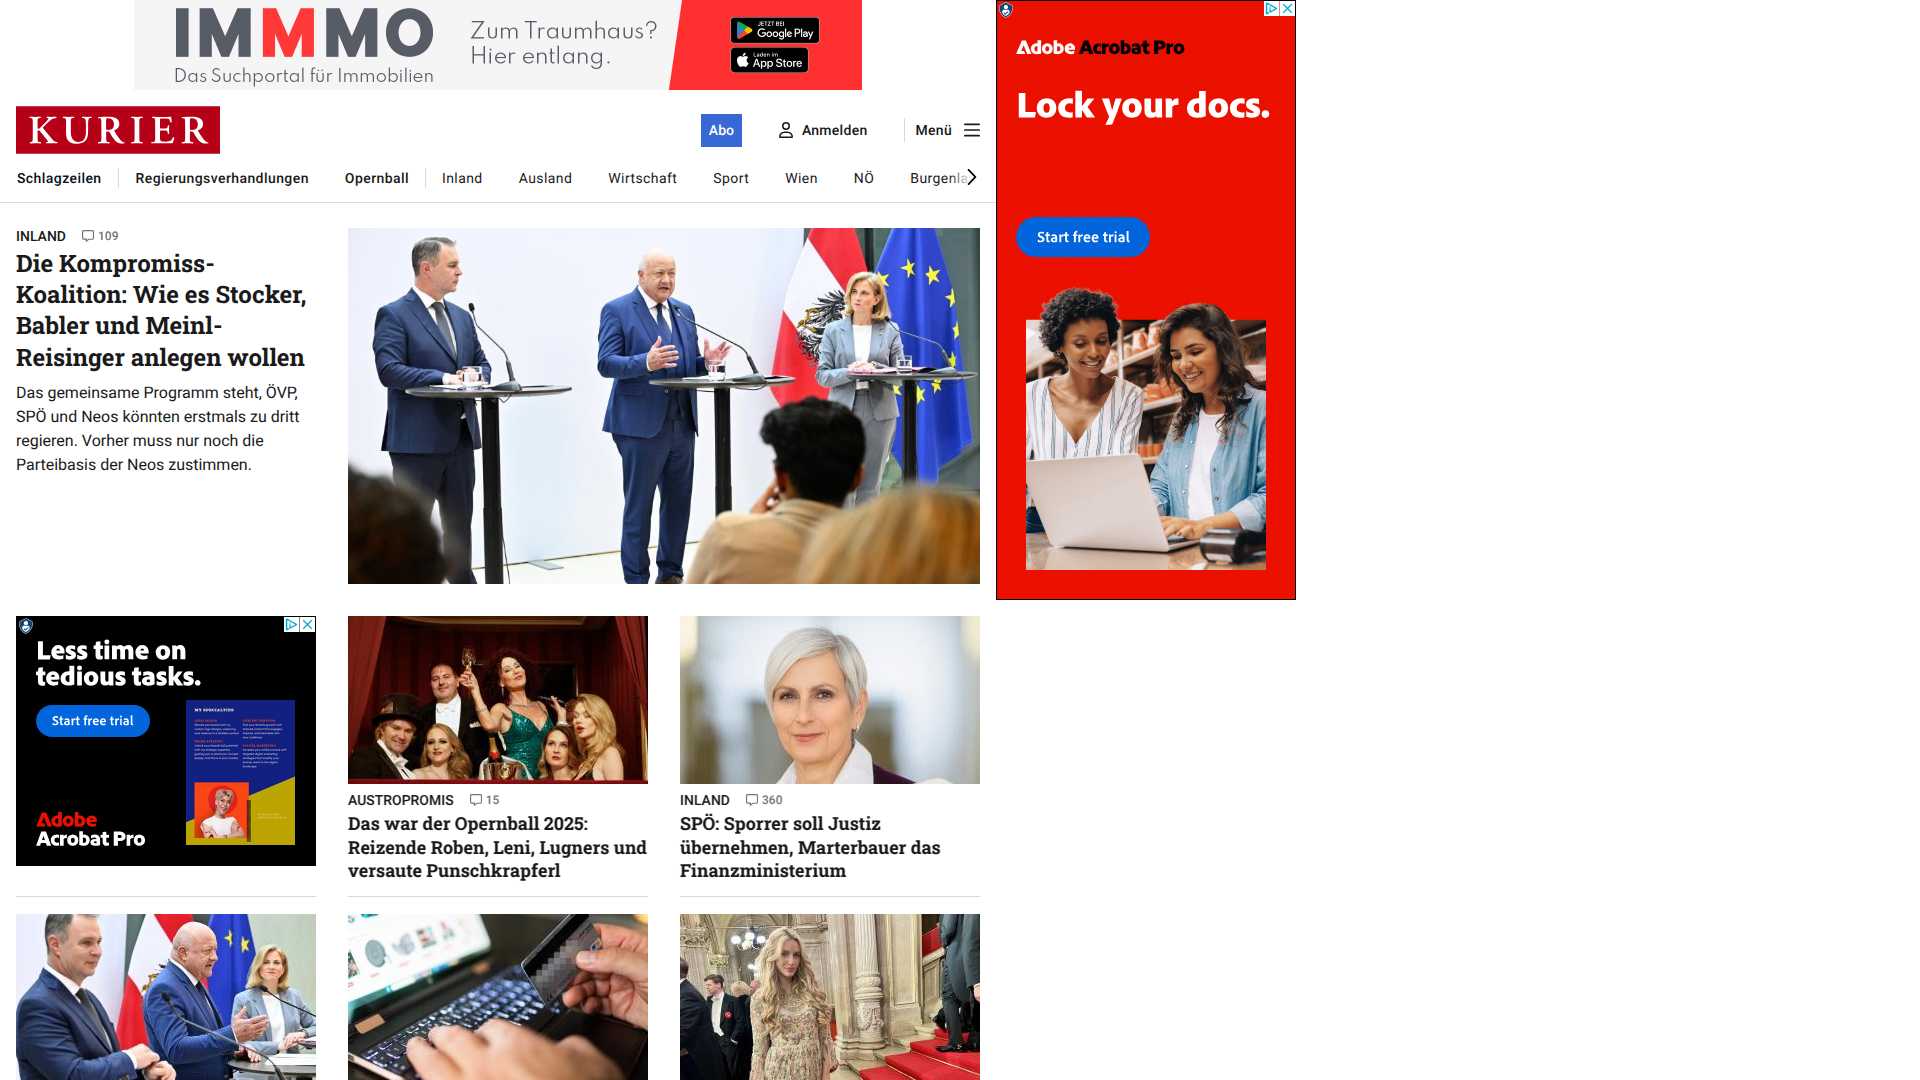 IMMMO
Das Suchportal für Immobilien
Zum Traumhaus?
Hier entlang.
JETZT BEI
Google Play
Laden im
App Store
KURIER
Abo
Anmelden
Menü
Schlagzeilen
Regierungsverhandlungen
Opernball
Inland
Ausland
Wirtschaft
Sport
Wien
NÖ
Burgenla
INLAND 109
Die Kompromiss-
Koalition: Wie es Stocker,
Babler und Meinl-
Reisinger anlegen wollen
Das gemeinsame Programm steht, ÖVP,
SPÖ und Neos könnten erstmals zu dritt
regieren. Vorher muss nur noch die
Parteibasis der Neos zustimmen.
Adobe Acrobat Pro
Lock your docs.
Start free trial
Less time on
tedious tasks.
Start free trial
MY SPECIALTIES
Adobe
Acrobat Pro
AUSTROPROMIS 15
Das war der Opernball 2025:
Reizende Roben, Leni, Lugners und
versaute Punschkrapferl
INLAND 360
SPÖ: Sporrer soll Justiz
übernehmen, Marterbauer das
Finanzministerium